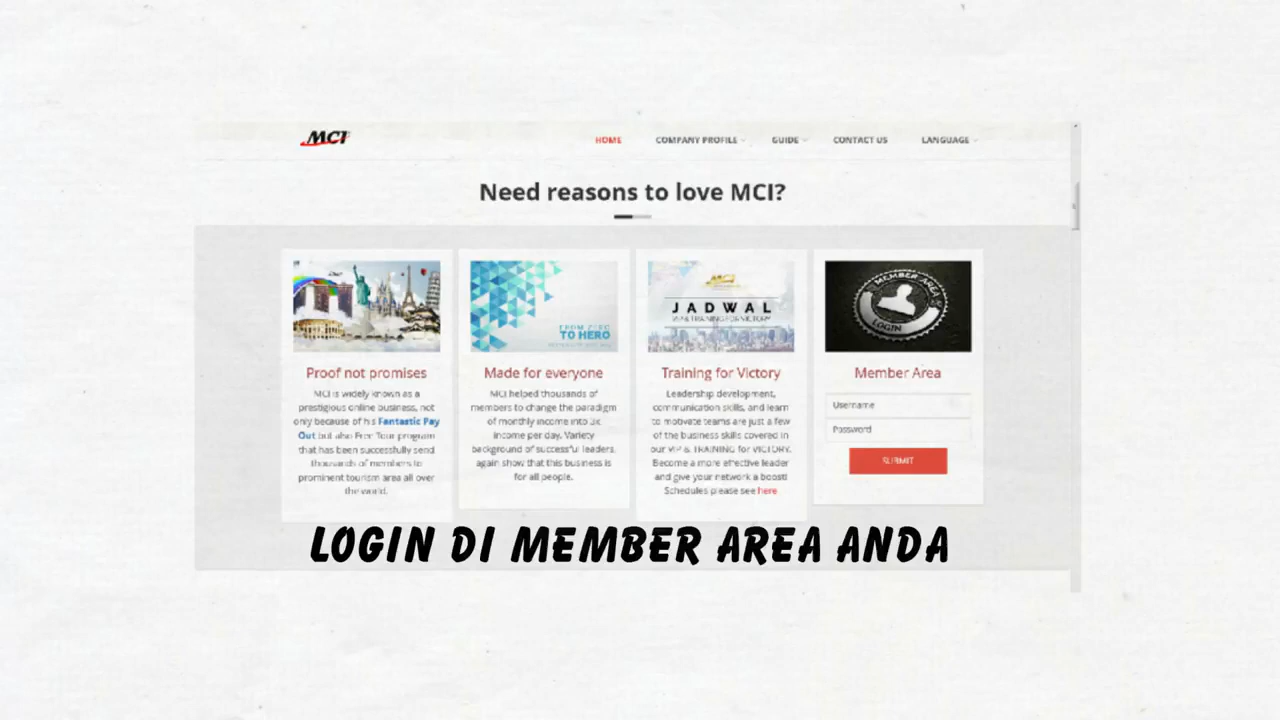 MCI
HOME COMPANY PROFILE GUIDE CONTACT US LANGUAGE
Need reasons to love MCI?
FROM ZERO
TO HERO
MCI
JADWAL
VIP & TRAINING FOR VICTORY
MEMBER AREA
LOGIN
Proof not promises
MCI is widely known as a
prestigious online business, not
only because of his Fantastic Pay
Out but also Free Tour program
that has been successfully send
thousands of members to
prominent tourism area all over
the world.
Made for everyone
MCI helped thousands of
members to change the paradigm
of monthly income into 3x
income per day. Variety
background of successful leaders,
again show that this business is
for all people.
Training for Victory
Leadership development,
communication skills, and learn
to motivate teams are just a few
of the business skills covered in
our VIP & TRAINING for VICTORY.
Become a more effective leader
and give your network a boost!
Schedules please see here
Member Area
Username
Password
SUBMIT
LOGIN DI MEMBER AREA ANDA